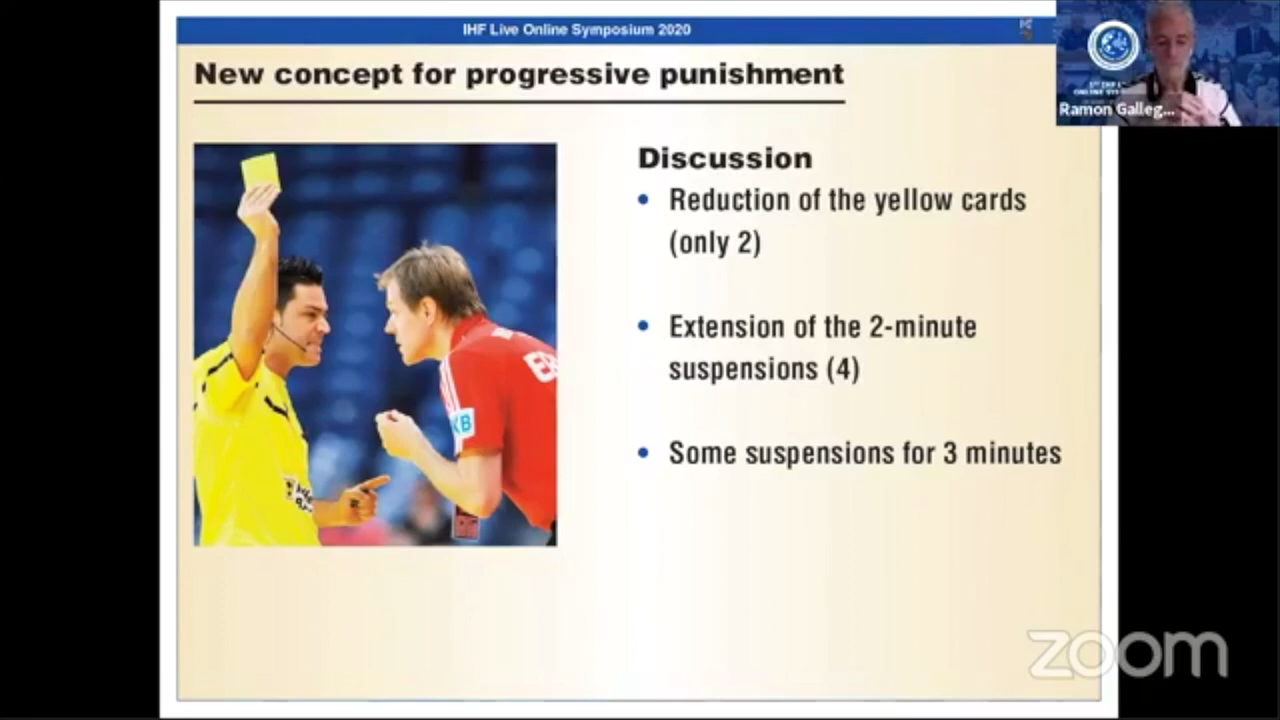 IHF Live Online Symposium 2020
New concept for progressive punishment
Ramon Galleg...
Discussion
• Reduction of the yellow cards
(only 2)
• Extension of the 2-minute
suspensions (4)
• Some suspensions for 3 minutes
zoom